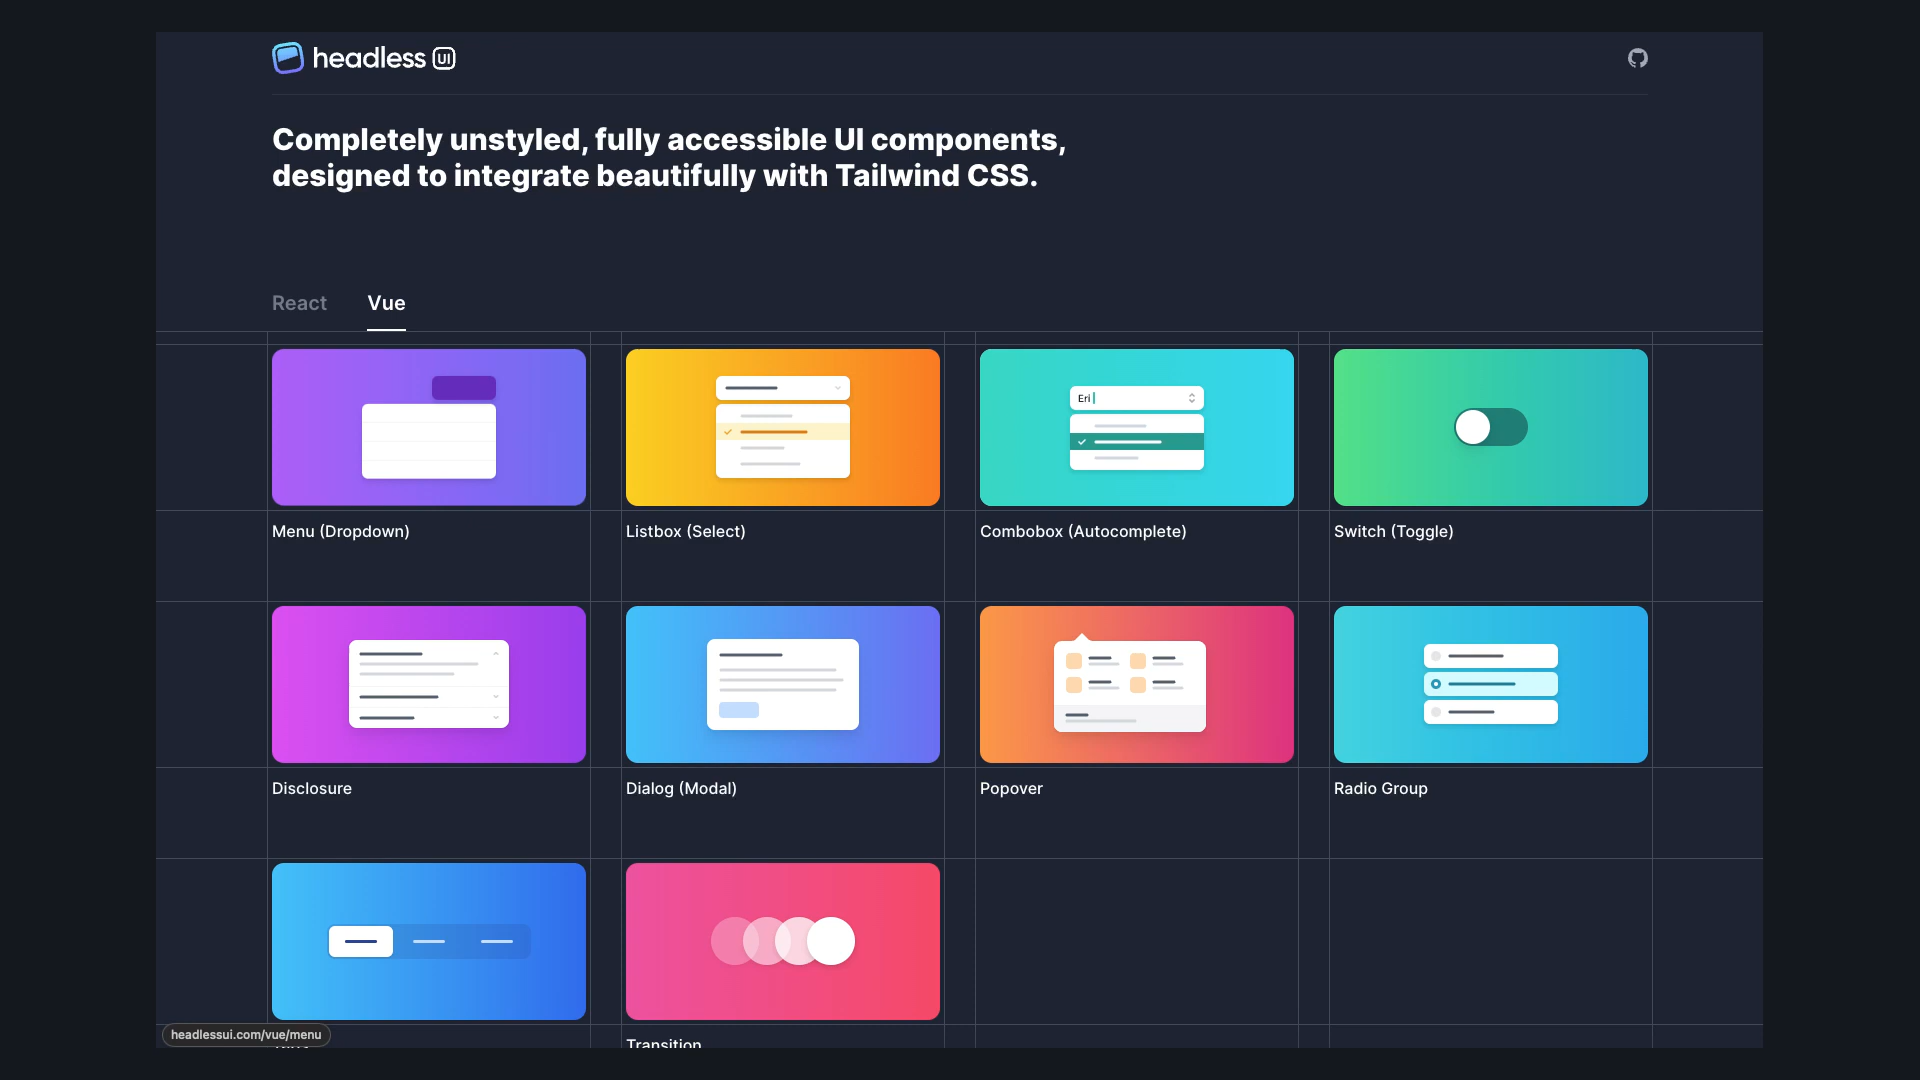 headless UI
Completely unstyled, fully accessible UI components,
designed to integrate beautifully with Tailwind CSS.
React Vue
Eri
Menu (Dropdown) Listbox (Select) Combobox (Autocomplete) Switch (Toggle)
Disclosure Dialog (Modal) Popover Radio Group
headlessui.com/vue/menu
Transition